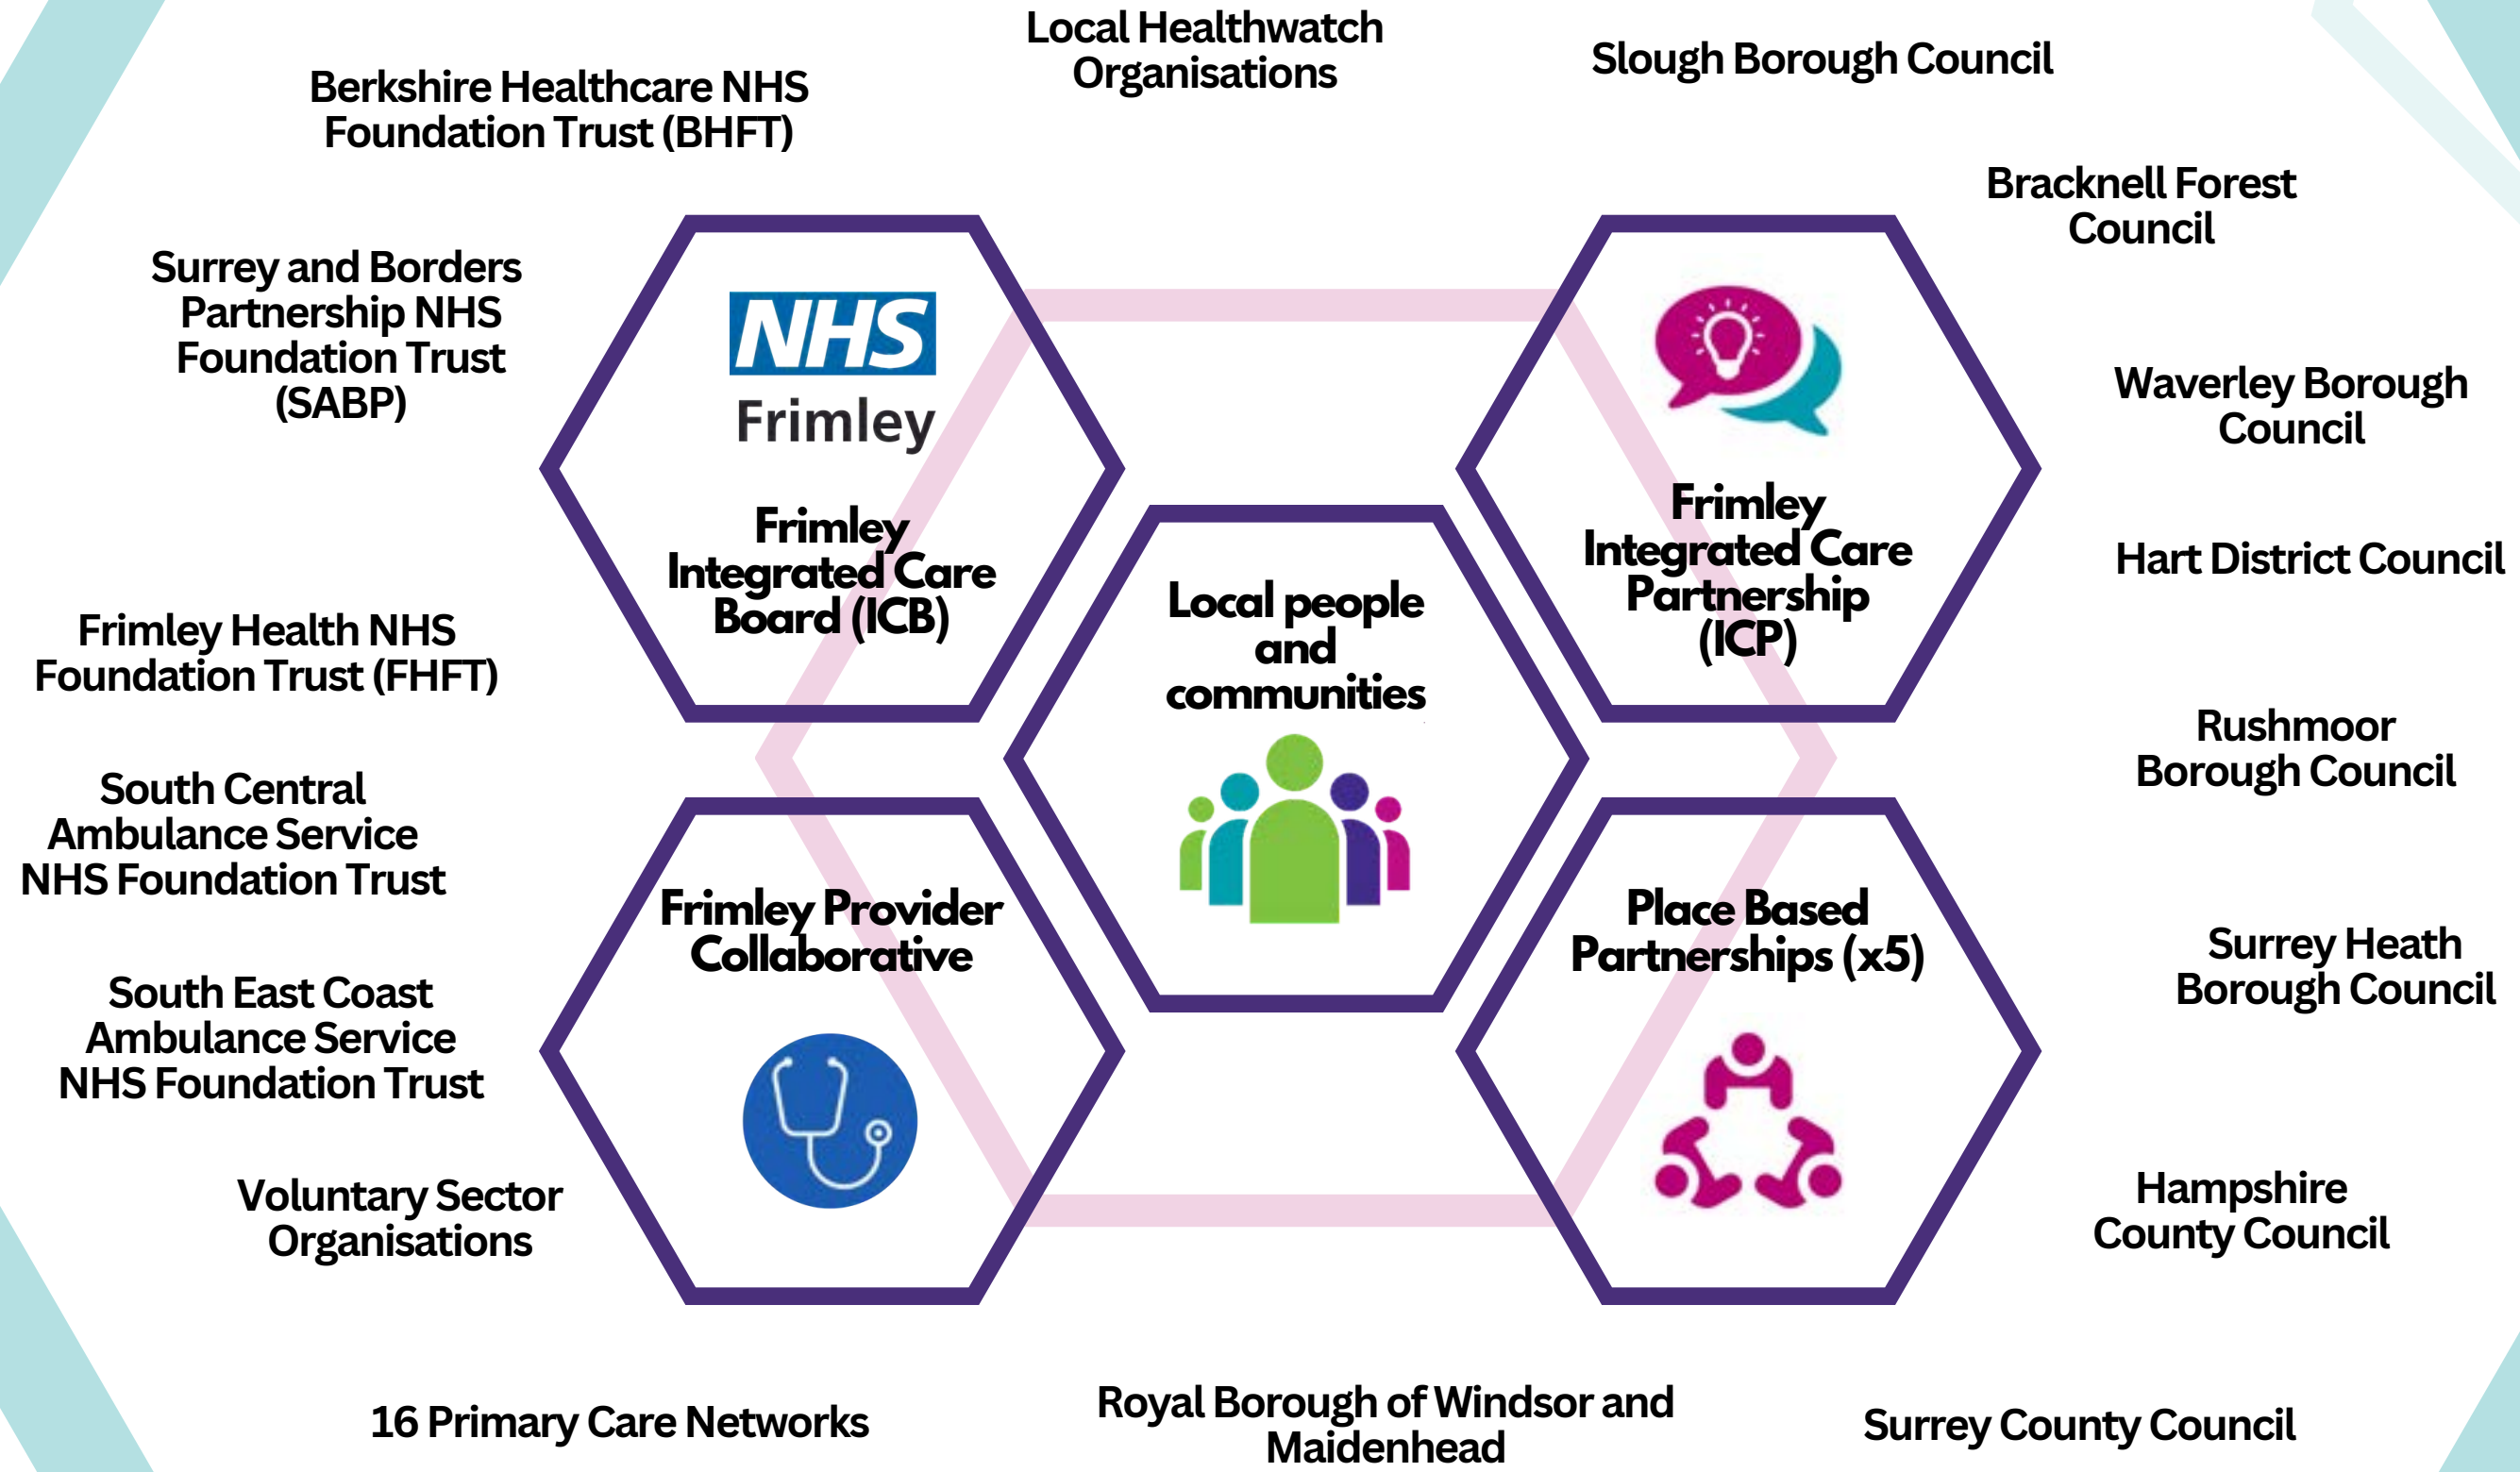 Local Healthwatch
Organisations
Slough Borough Council
Berkshire Healthcare NHS
Foundation Trust (BHFT)
Bracknell Forest
Council
Surrey and Borders
Partnership NHS
Foundation Trust
(SABP)
NHS
Frimley
Frimley
Integrated Care
Board (ICB)
Frimley
Integrated Care
Partnership
(ICP)
Waverley Borough
Council
Hart District Council
Local people
and
communities
Frimley Health NHS
Foundation Trust (FHFT)
Rushmoor
Borough Council
South Central
Ambulance Service
NHS Foundation Trust
Frimley Provider
Collaborative
Place Based
Partnerships (x5)
Surrey Heath
Borough Council
South East Coast
Ambulance Service
NHS Foundation Trust
Voluntary Sector
Organisations
Hampshire
County Council
16 Primary Care Networks
Royal Borough of Windsor and
Maidenhead
Surrey County Council